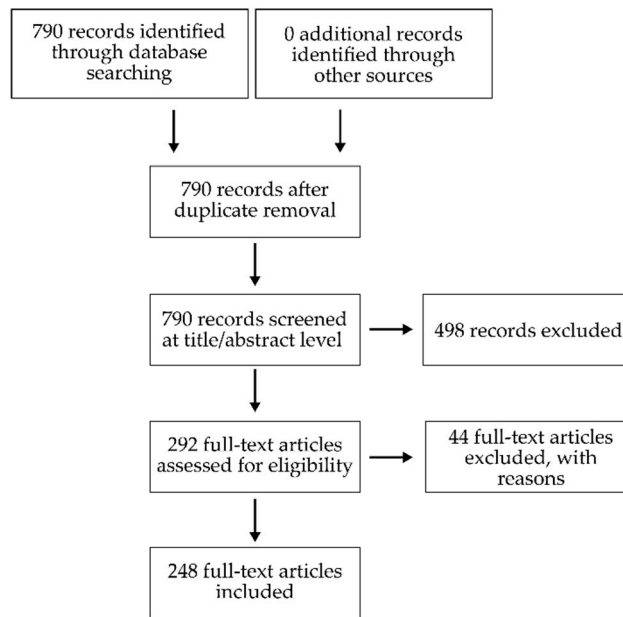 790 records identified
through database
searching
0 additional records
identified through
other sources
790 records after
duplicate removal
790 records screened
at title/abstract level
498 records excluded
292 full-text articles
assessed for eligibility
44 full-text articles
excluded, with
reasons
248 full-text articles
included